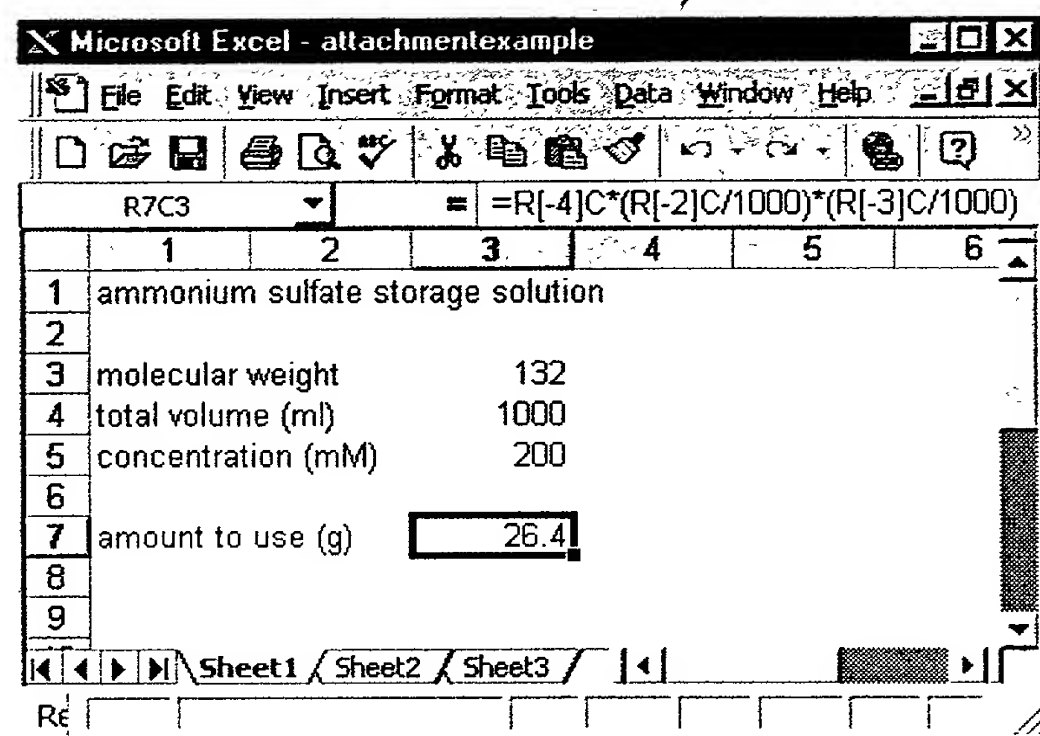 Microsoft Excel - attachmentexample
File Edit View Insert Format Tools Data Window Help
ABC
R7C3 = =R[-4]C*(R[-2]C/1000)*(R[-3]C/1000)
1 2 3 4 5 6
1 ammonium sulfate storage solution
2
3 molecular weight 132
4 total volume (ml) 1000
5 concentration (mM) 200
6
7 amount to use (g) 26.4
8
9
Sheet1 Sheet2 Sheet3